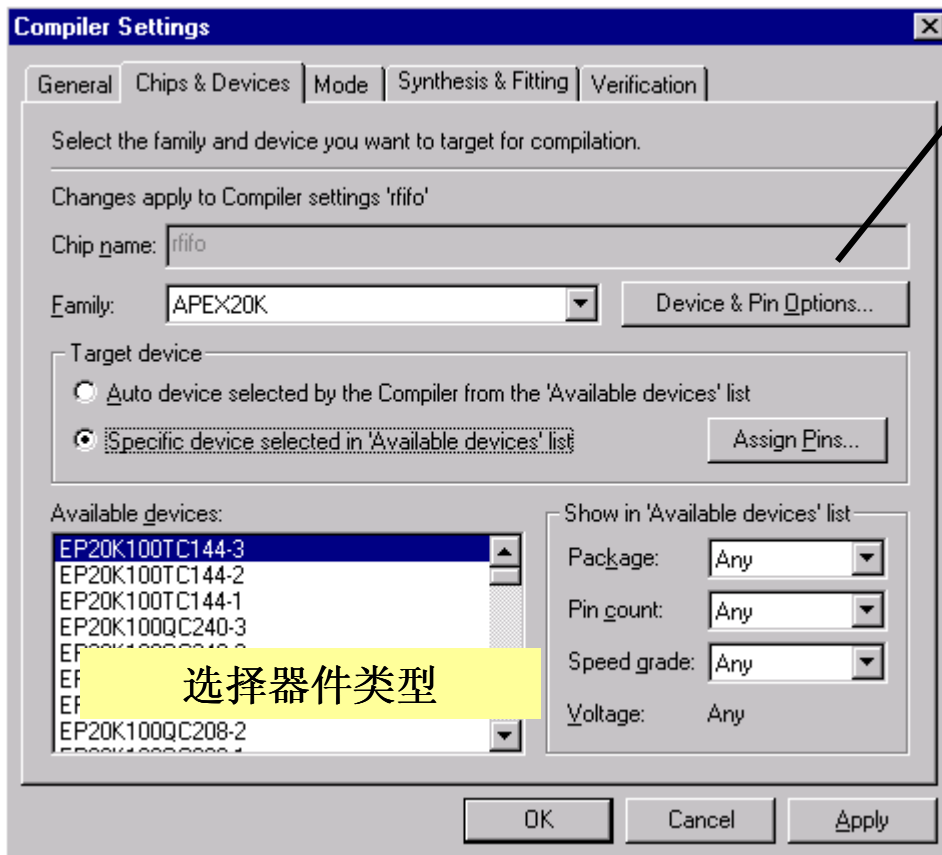 Compiler Settings
General Chips & Devices Mode Synthesis & Fitting Verification
Select the family and device you want to target for compilation.
Changes apply to Compiler settings 'rfifo'
Chip name: rfifo
Family: APEX20K Device & Pin Options...
Target device
Auto device selected by the Compiler from the 'Available devices' list
Specific device selected in 'Available devices' list Assign Pins...
Available devices:
EP20K100TC144-3
EP20K100TC144-2
EP20K100TC144-1
EP20K100QC240-3
选择器件类型
EP20K100QC208-2
Show in 'Available devices' list
Package: Any
Pin count: Any
Speed grade: Any
Voltage: Any
OK Cancel Apply